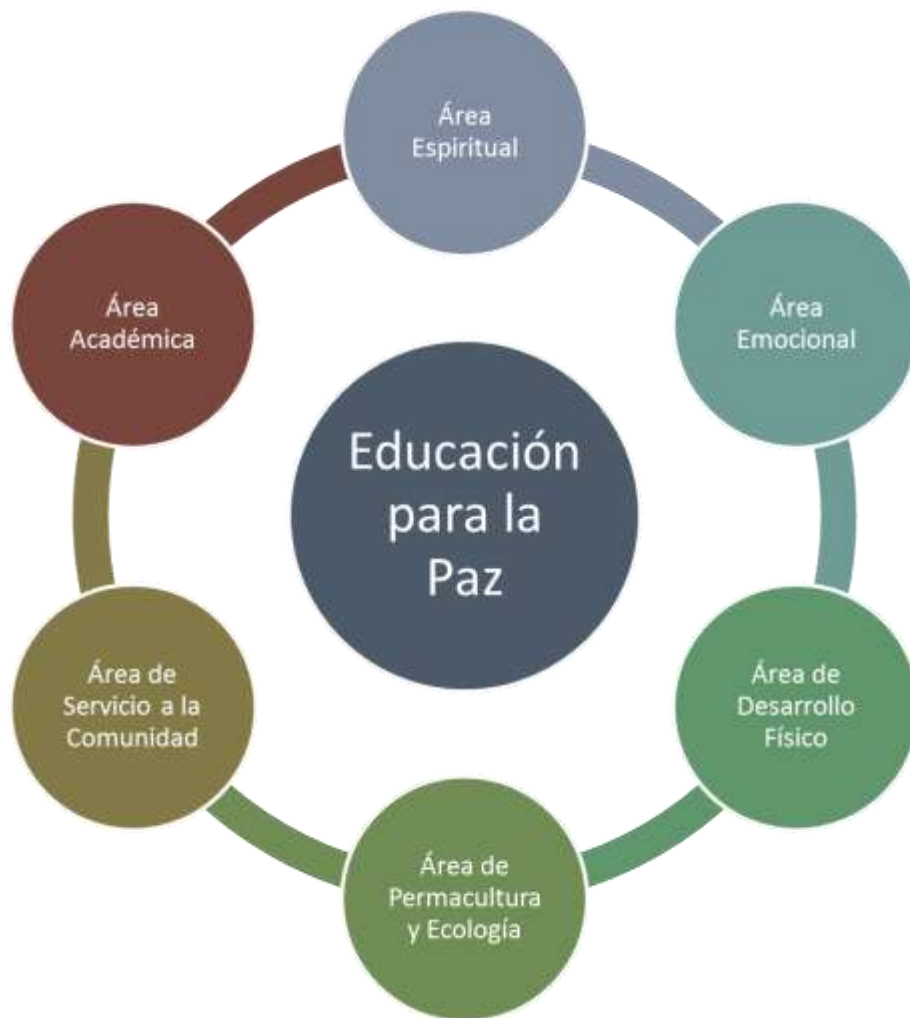 Área
Espiritual
Área
Académica
Área
Emocional
Educación
para la
Paz
Área de
Servicio a la
Comunidad
Área de
Desarrollo
Físico
Área de
Permacultura
y Ecología